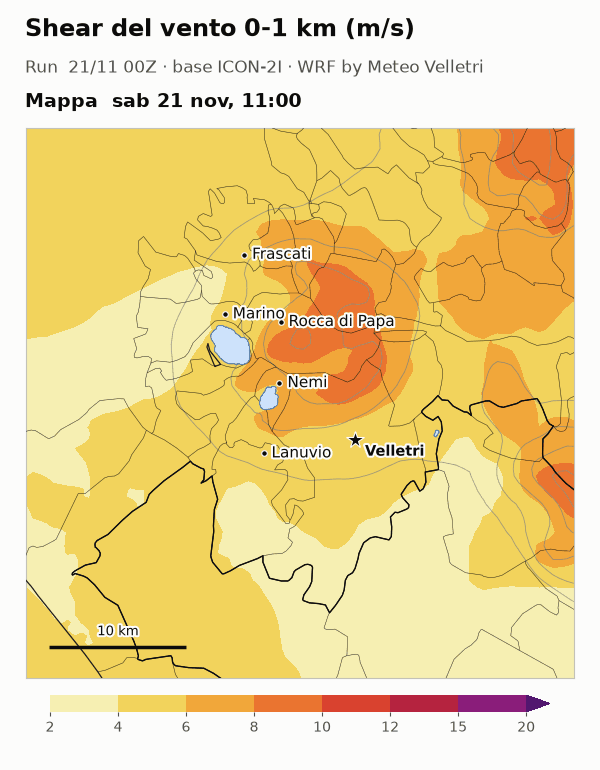 Shear del vento 0-1 km (m/s)
Run  21/11 00Z · base ICON-2I · WRF by Meteo Velletri
Mappa  sab 21 nov, 11:00
Frascati
Marino
Rocca di Papa
Nemi
Velletri
Lanuvio
10 km
2 4 6 8 10 12 15 20